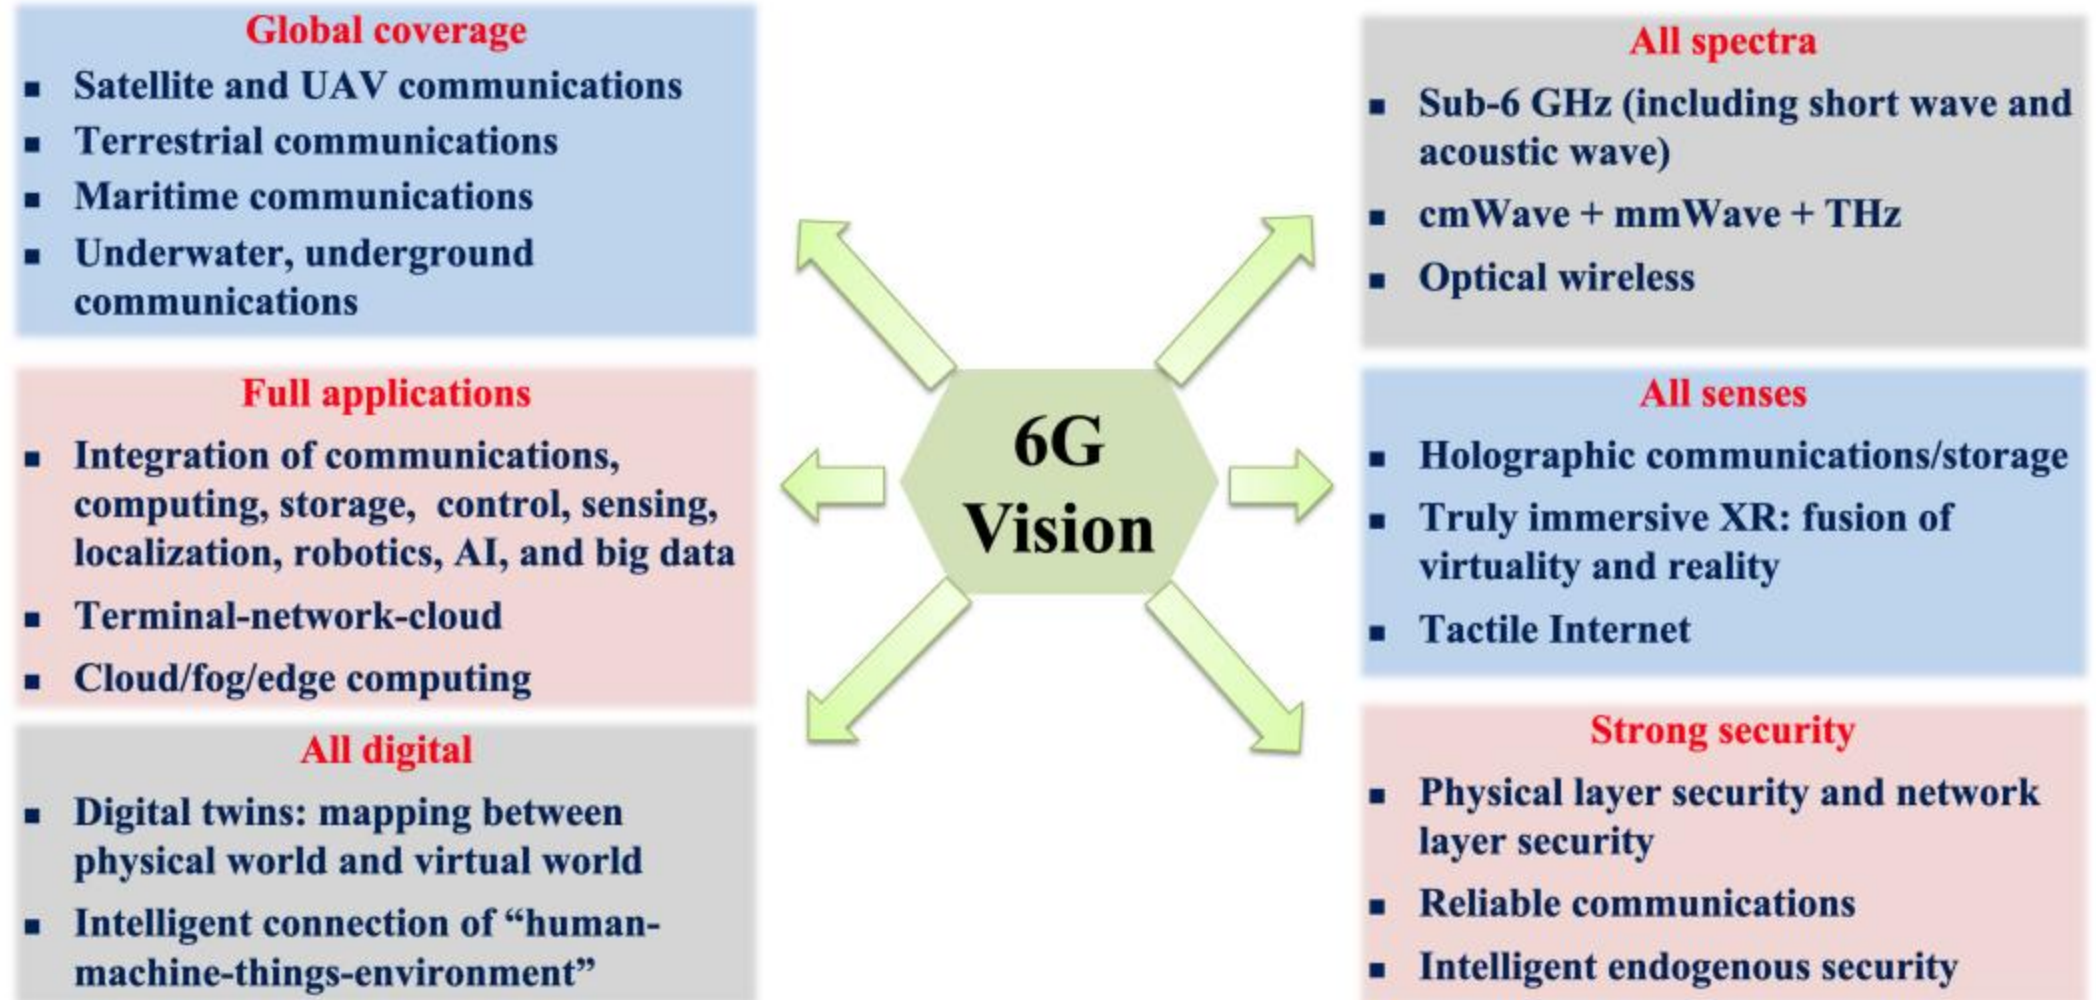 Global coverage
▪ Satellite and UAV communications
▪ Terrestrial communications
▪ Maritime communications
▪ Underwater, underground
communications
Full applications
▪ Integration of communications,
computing, storage, control, sensing,
localization, robotics, AI, and big data
▪ Terminal-network-cloud
▪ Cloud/fog/edge computing
All digital
▪ Digital twins: mapping between
physical world and virtual world
▪ Intelligent connection of “human-
machine-things-environment”
6G
Vision
All spectra
▪ Sub-6 GHz (including short wave and
acoustic wave)
▪ cmWave + mmWave + THz
▪ Optical wireless
All senses
▪ Holographic communications/storage
▪ Truly immersive XR: fusion of
virtuality and reality
▪ Tactile Internet
Strong security
▪ Physical layer security and network
layer security
▪ Reliable communications
▪ Intelligent endogenous security